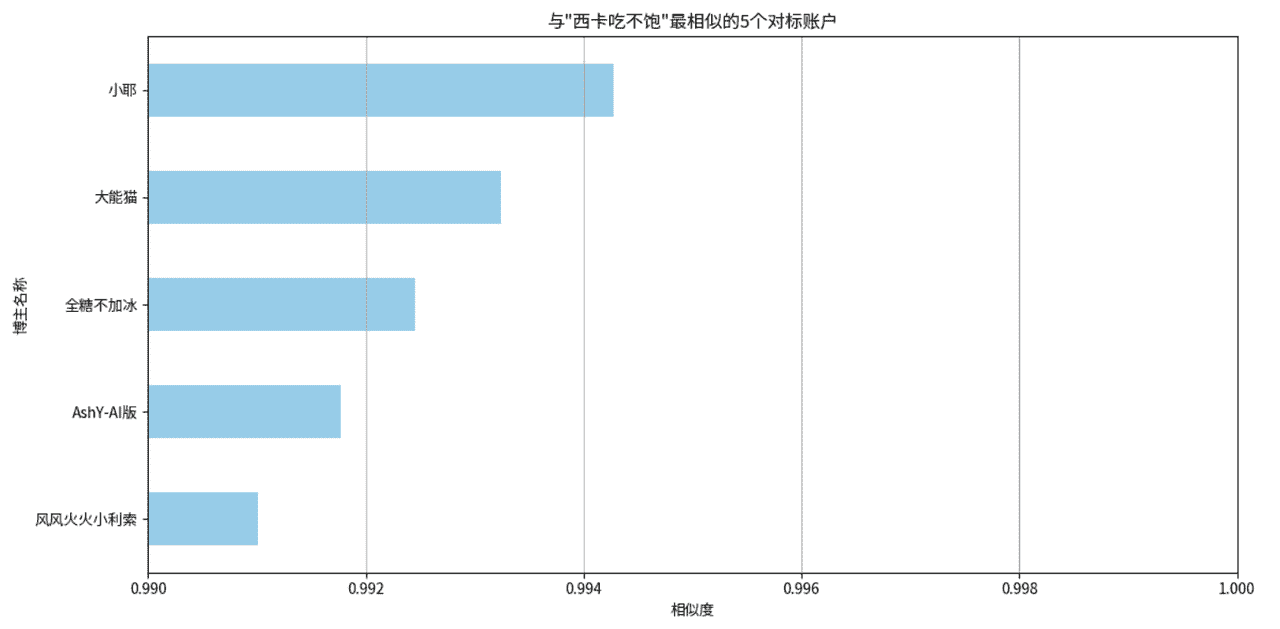 与"西卡吃不饱"最相似的5个对标账户
博主名称
小耶
大能猫
全糖不加冰
AshY-AI版
风风火火小利索
0.990 0.992 0.994 0.996 0.998 1.000
相似度